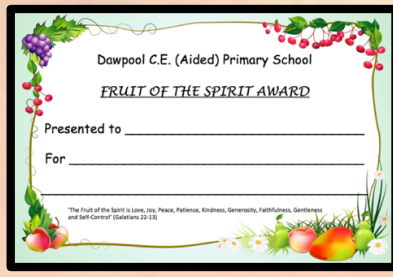 Dawpool C.E. (Aided) Primary School
FRUIT OF THE SPIRIT AWARD
Presented to
For
'The Fruit of the Spirit is Love, Joy, Peace, Patience, Kindness, Generosity, Faithfulness, Gentleness
and Self-Control' (Galatians 22-13)